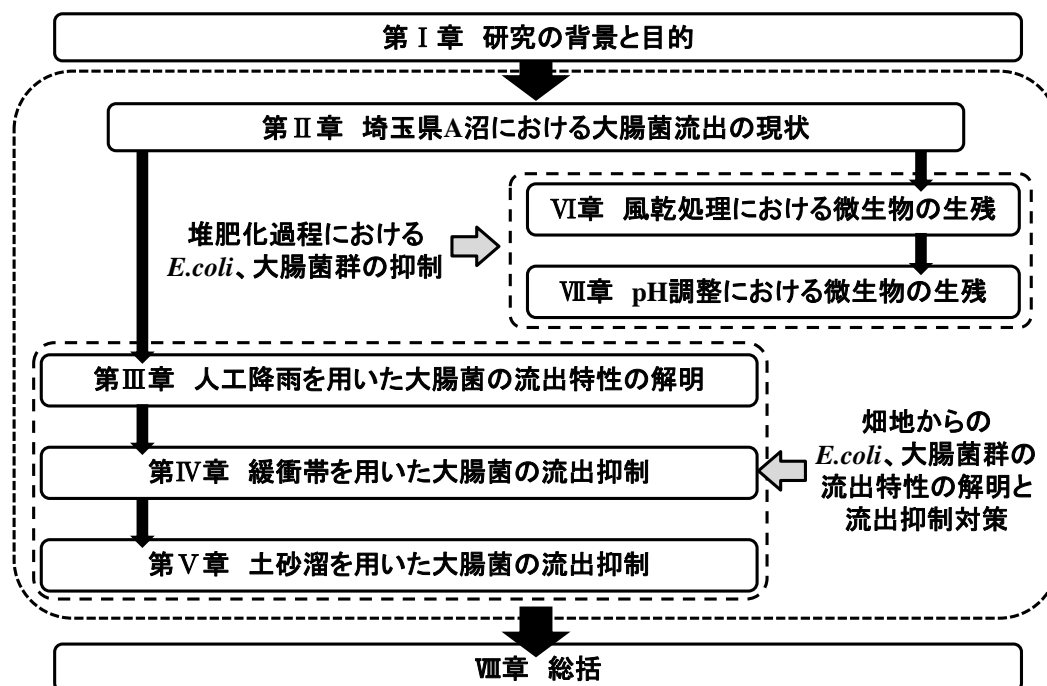 第Ⅰ章 研究の背景と目的
第Ⅱ章 埼玉県A沼における大腸菌流出の現状
Ⅵ章 風乾処理における微生物の生残
堆肥化過程における
E.coli、大腸菌群の抑制
Ⅶ章 pH調整における微生物の生残
第Ⅲ章 人工降雨を用いた大腸菌の流出特性の解明
第Ⅳ章 緩衝帯を用いた大腸菌の流出抑制
畑地からの
E.coli、大腸菌群の
流出特性の解明と
流出抑制対策
第Ⅴ章 土砂溜を用いた大腸菌の流出抑制
Ⅷ章 総括